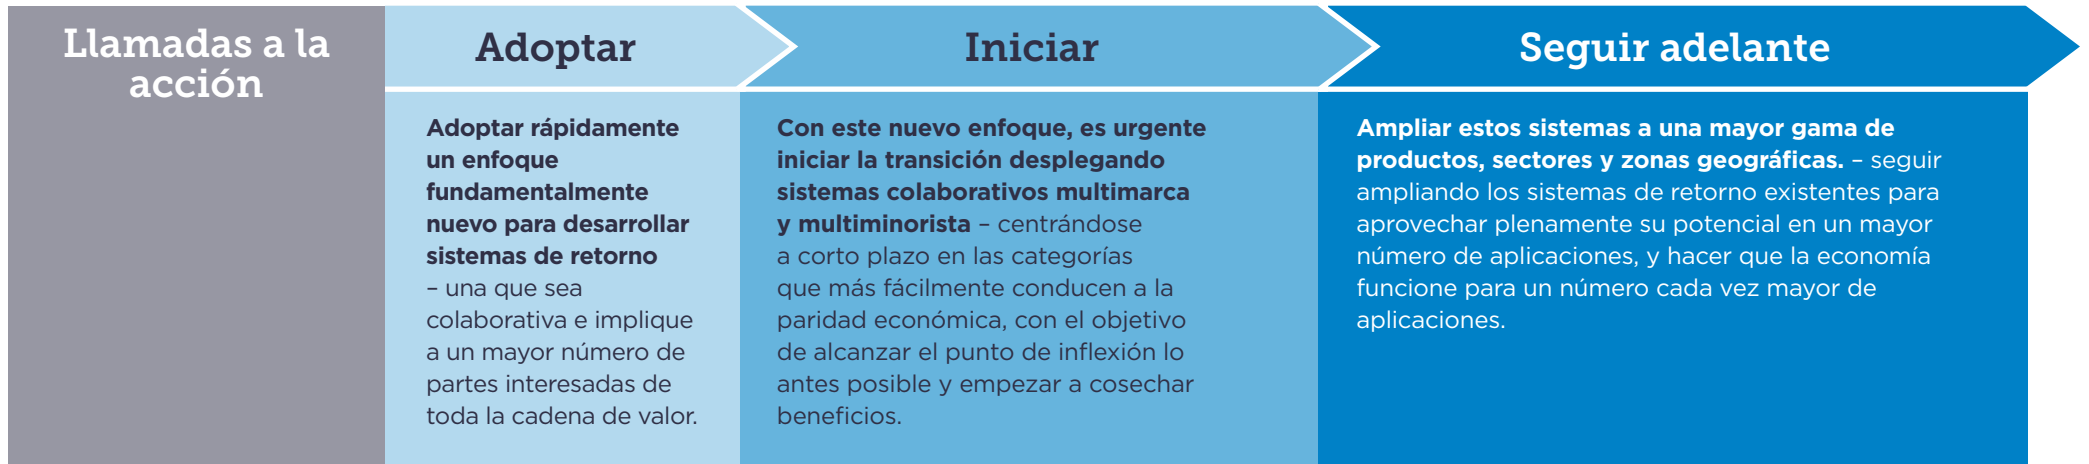 Llamadas a la
acción
Adoptar
Iniciar
Seguir adelante
Adoptar rápidamente
un enfoque
fundamentalmente
nuevo para desarrollar
sistemas de retorno
– una que sea
colaborativa e implique
a un mayor número de
partes interesadas de
toda la cadena de valor.
Con este nuevo enfoque, es urgente
iniciar la transición desplegando
sistemas colaborativos multimarca
y multiminorista – centrándose
a corto plazo en las categorías
que más fácilmente conducen a la
paridad económica, con el objetivo
de alcanzar el punto de inflexión lo
antes posible y empezar a cosechar
beneficios.
Ampliar estos sistemas a una mayor gama de
productos, sectores y zonas geográficas. – seguir
ampliando los sistemas de retorno existentes para
aprovechar plenamente su potencial en un mayor
número de aplicaciones, y hacer que la economía
funcione para un número cada vez mayor de
aplicaciones.